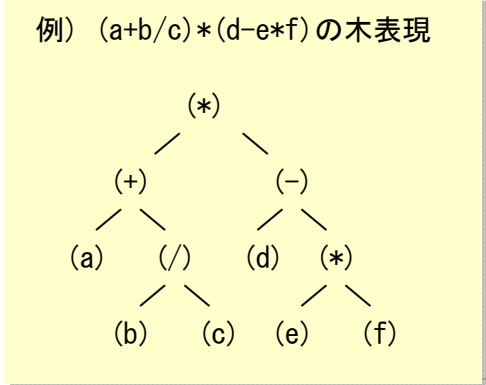 例) (a+b/c)*(d-e*f)の木表現
(*)
(+) (-)
(a) (/) (d) (*)
(b) (c) (e) (f)